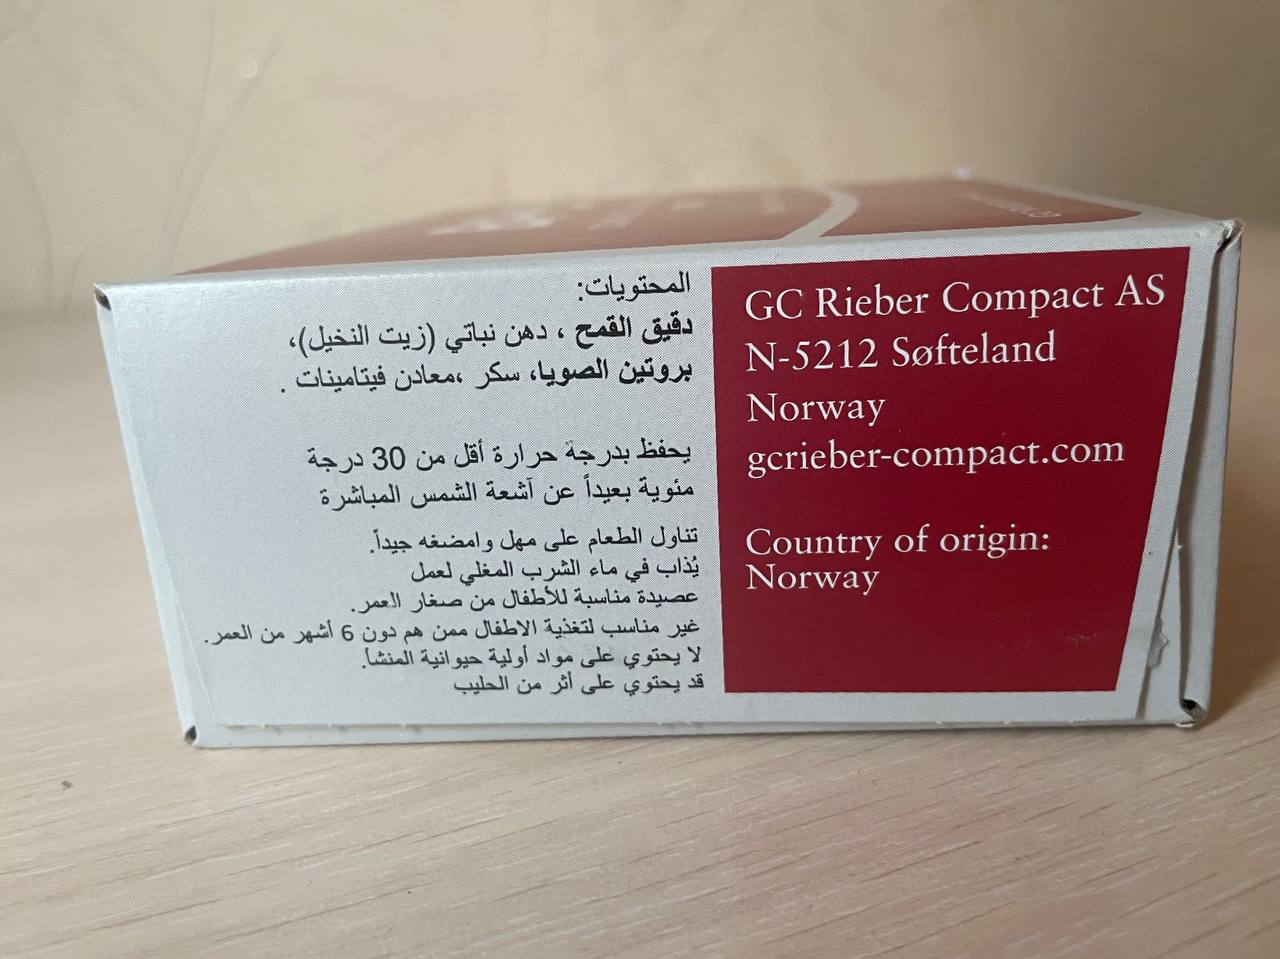 المحتويات:
دقيق القمح ، دهن نباتي (زيت النخيل)،
بروتين الصويا، سكر ،معادن فيتامينات .
يحفظ بدرجة حرارة أقل من 30 درجة
مئوية بعيداً عن آشعة الشمس المباشرة
تناول الطعام على مهل وامضغه جيداً.
يُذاب في ماء الشرب المغلي لعمل
عصيدة مناسبة للأطفال من صغار العمر.
غير مناسب لتغذية الاطفال ممن هم دون 6 أشهر من العمر.
لا يحتوي على مواد أولية حيوانية المنشأ.
قد يحتوي على أثر من الحليب
GC Rieber Compact AS
N-5212 Søfteland
Norway
gcrieber-compact.com
Country of origin:
Norway